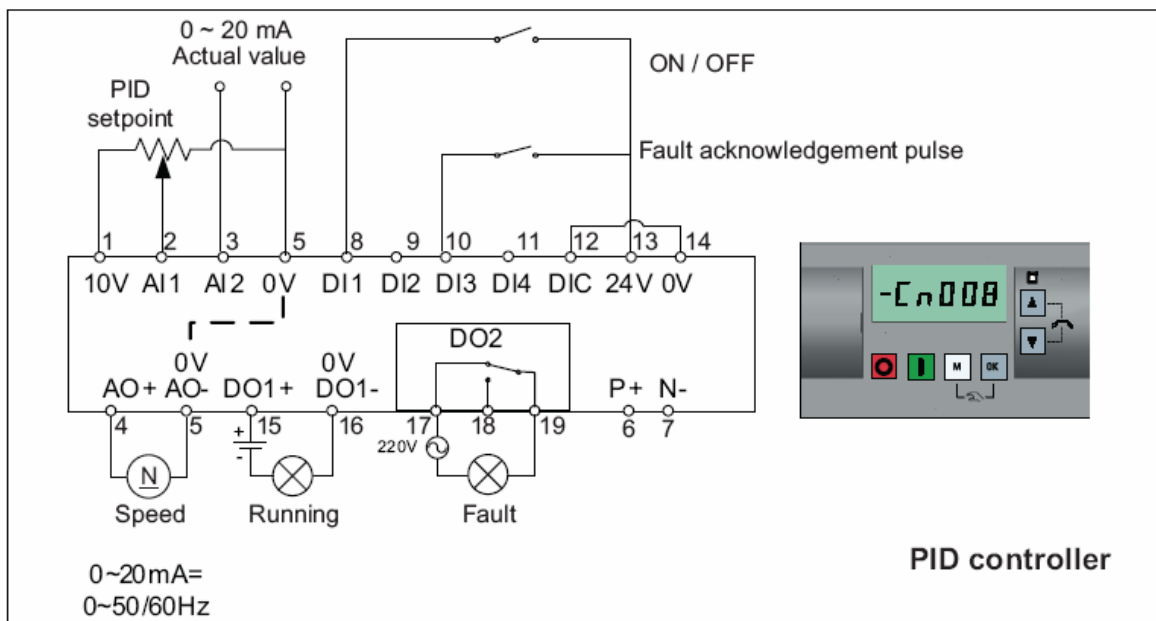 0 ~ 20 mA
Actual value
ON / OFF
PID
setpoint
Fault acknowledgement pulse
1 2 3 5 8 9 10 11 12 13 14
10V AI1 AI2 0V DI1 DI2 DI3 DI4 DIC 24V 0V
-Cn008
DO2
0V 0V
AO+ AO- DO1+ DO1- P+ N-
4 5 15 16 17 18 19 6 7
+
-
220V
M OK
N
Speed Running Fault
PID controller
0~20mA=
0~50/60Hz